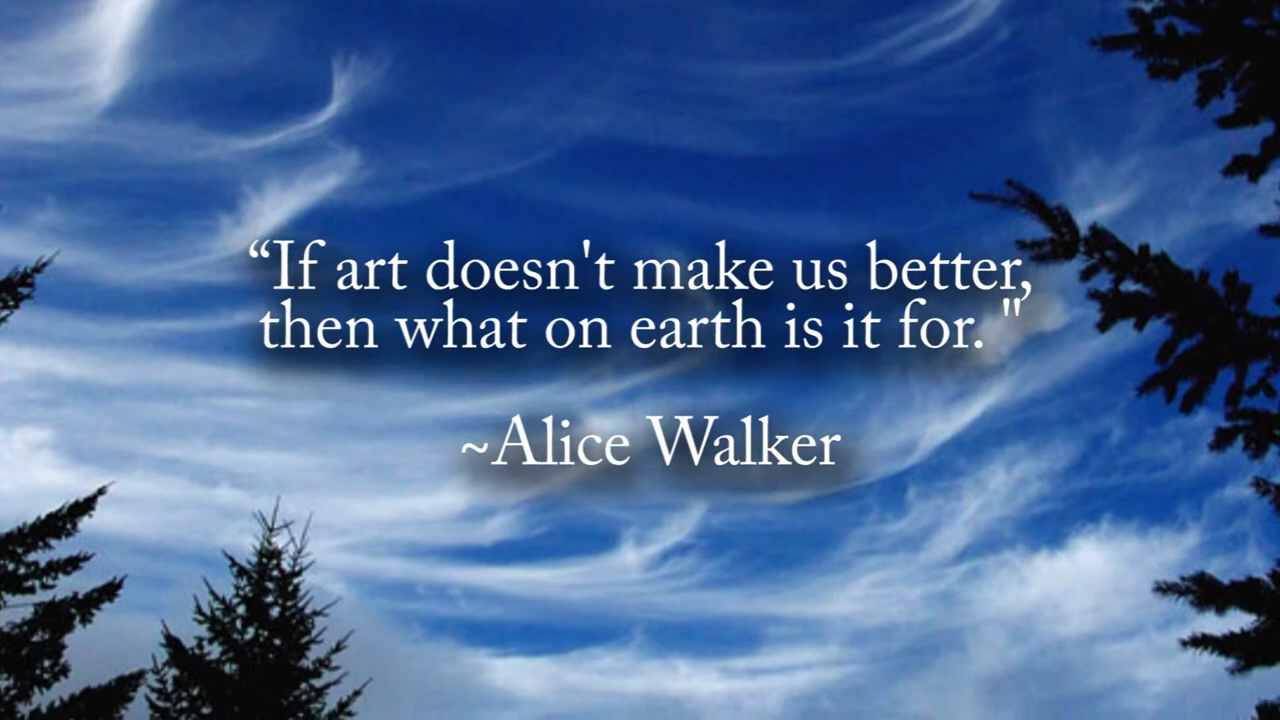 “If art doesn't make us better,
then what on earth is it for. "
~Alice Walker